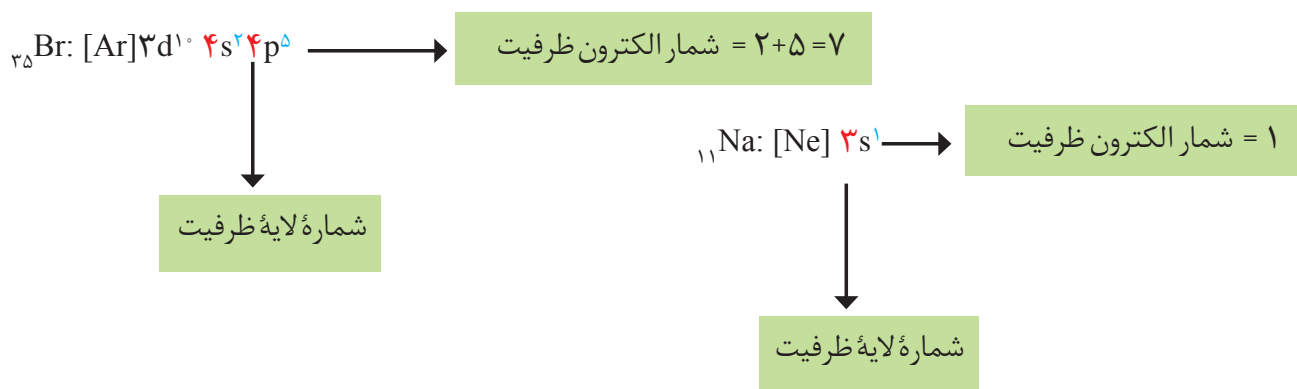 ₃₅Br: [Ar]۳d¹⁰ ۴s²۴p⁵
شمار الکترون ظرفیت = ۲+۵=۷
₁₁Na: [Ne] ۳s¹
شمار الکترون ظرفیت = ۱
شمارهٔ لایهٔ ظرفیت
شمارهٔ لایهٔ ظرفیت